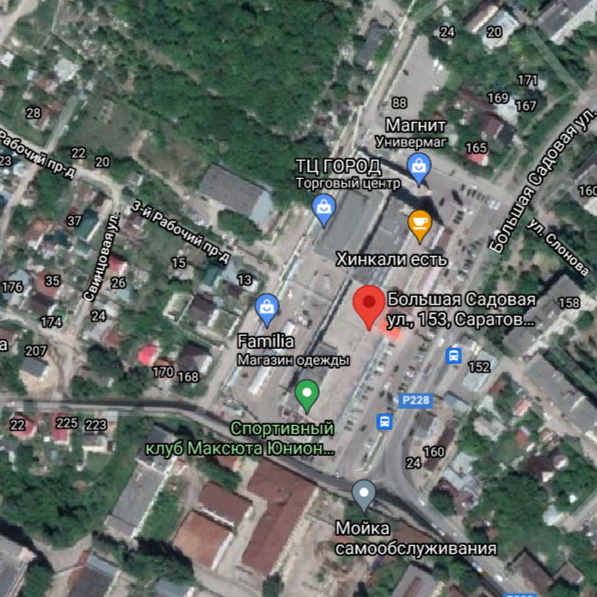 24
20
171
169
167
88
28
Магнит
Универмаг
165
Большая Садовая ул.
Рабочий пр-д
22
20
23
ТЦ ГОРОД
Торговый центр
160
3-й Рабочий пр-д
37
ул. Слонова
Свинцовая ул.
Хинкали есть
15
13
35
26
176
Большая Садовая
ул., 153, Саратов...
158
24
174
Familia
Магазин одежды
а
207
170
168
152
Р228
22
225
223
Спортивный
клуб Максюта Юнион...
160
24
Мойка
самообслуживания